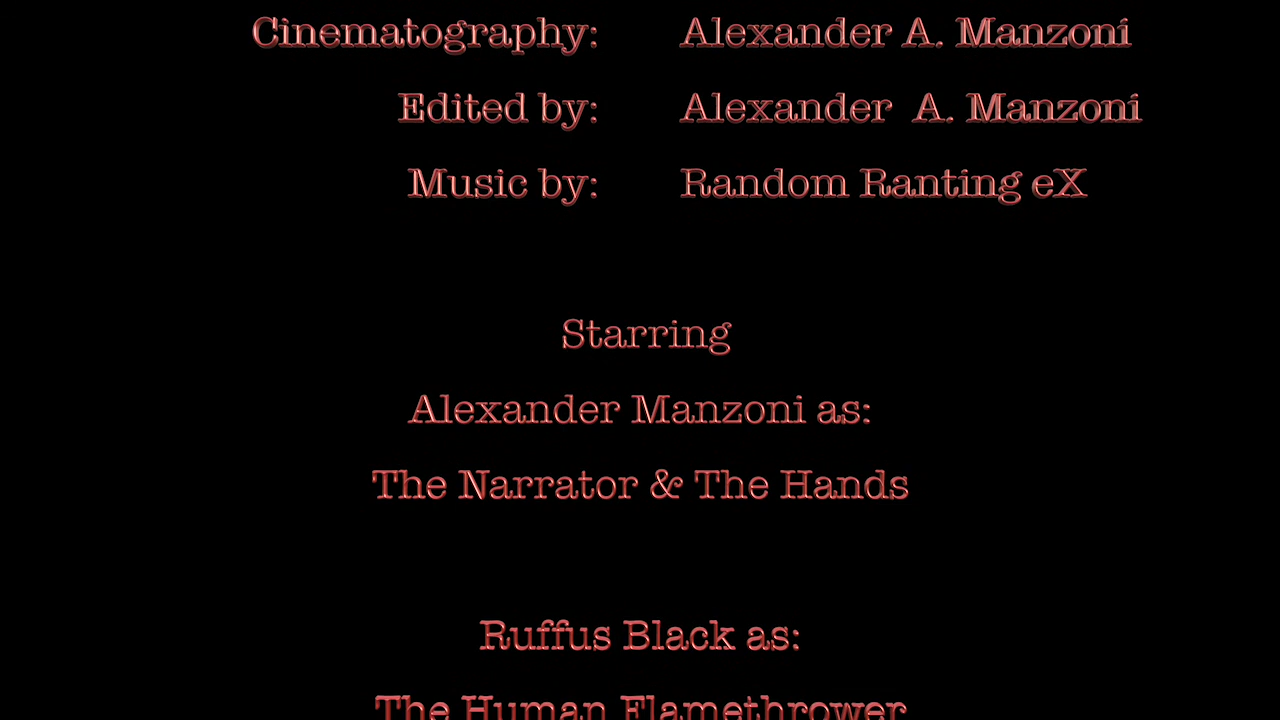 Cinematography: Alexander A. Manzoni
Edited by: Alexander A. Manzoni
Music by: Random Ranting eX
Starring
Alexander Manzoni as:
The Narrator & The Hands
Ruffus Black as:
The Human Flamethrower